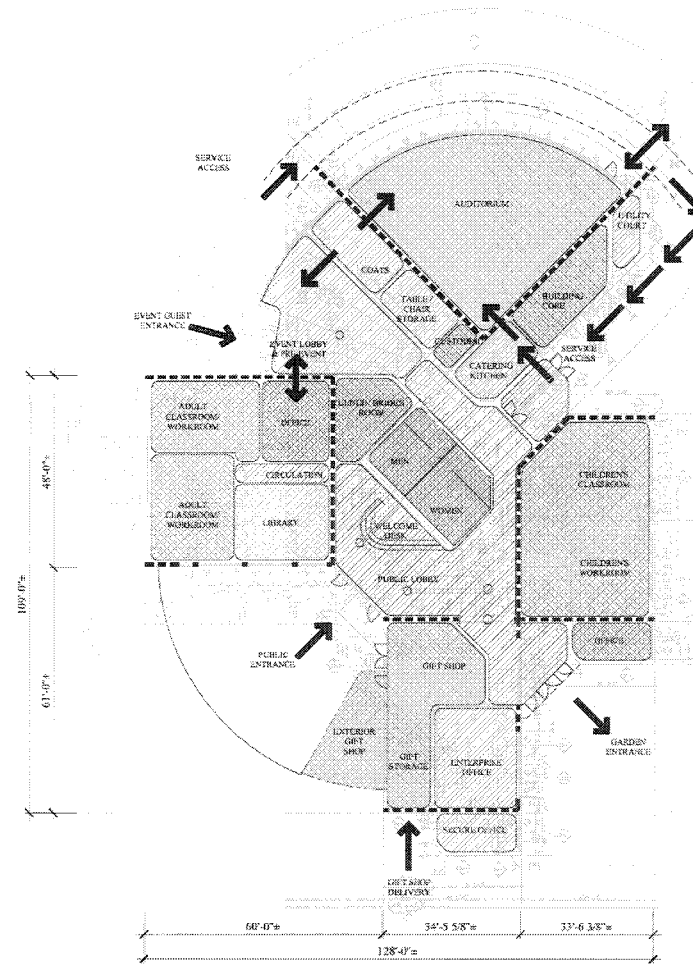 SERVICE
ACCESS
AUDITORIUM
UTILITY
COURT
COATS
TABLE /
CHAIR
STORAGE
BUILDING
CORE
EVENT GUEST
ENTRANCE
EVENT LOBBY
& PRE-EVENT
CUSTODIAL
SERVICE
ACCESS
CATERING
KITCHEN
ADULT
CLASSROOM/
WORKROOM
OFFICE
ROOM
MEN
CIRCULATION
CHILDREN'S
CLASSROOM
ADULT
CLASSROOM/
WORKROOM
LIBRARY
WOMEN
WELCOME
DESK
CHILDREN'S
WORKROOM
PUBLIC LOBBY
48'-0"±
109'-0"±
61'-0"±
OFFICE
PUBLIC
ENTRANCE
GIFT SHOP
EXTERIOR
GIFT
SHOP
GIFT
STORAGE
ENTERPRISE
OFFICE
GARDEN
ENTRANCE
SECURE OFFICE
GIFT SHOP
DELIVERY
60'-0"±
34'-5 5/8"±
33'-6 3/8"±
128'-0"±